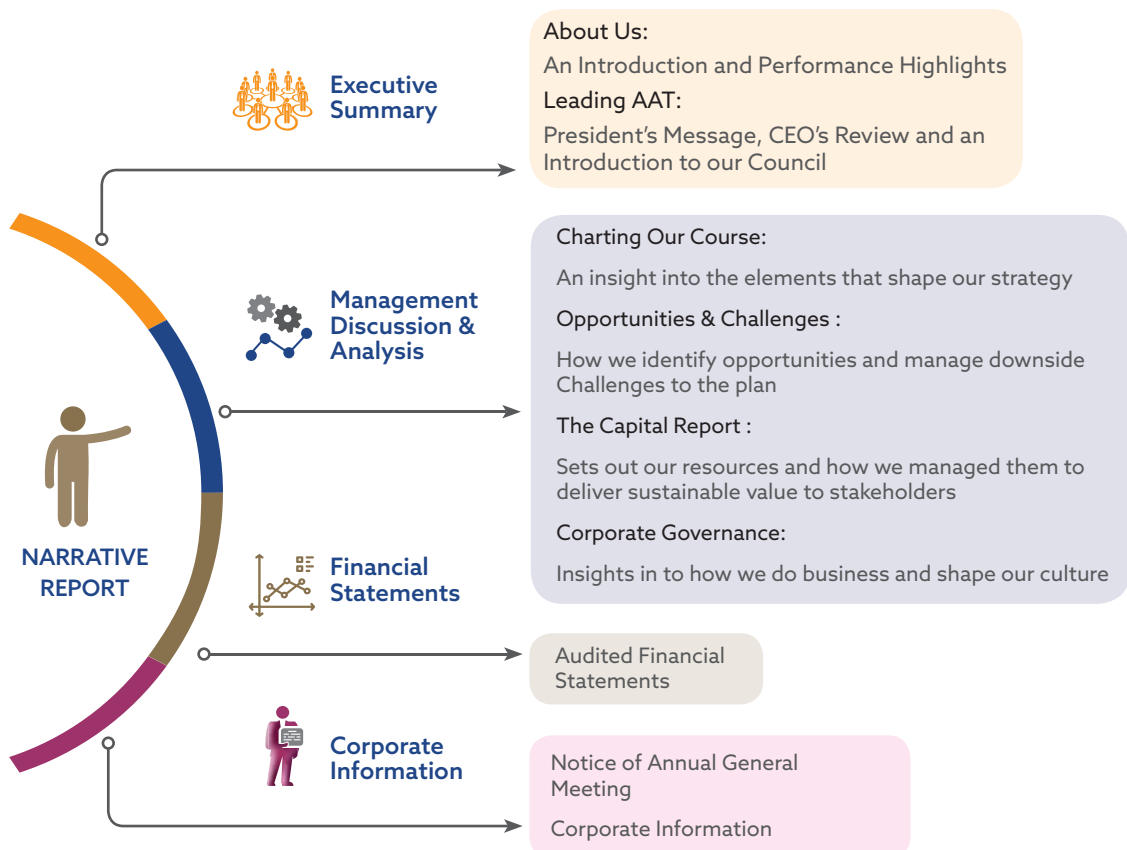 Executive
Summary
About Us:
An Introduction and Performance Highlights
Leading AAT:
President’s Message, CEO’s Review and an
Introduction to our Council
Management
Discussion &
Analysis
Charting Our Course:
An insight into the elements that shape our strategy
Opportunities & Challenges :
How we identify opportunities and manage downside
Challenges to the plan
The Capital Report :
Sets out our resources and how we managed them to
deliver sustainable value to stakeholders
Corporate Governance:
Insights in to how we do business and shape our culture
NARRATIVE
REPORT
Financial
Statements
Audited Financial
Statements
Corporate
Information
Notice of Annual General
Meeting
Corporate Information